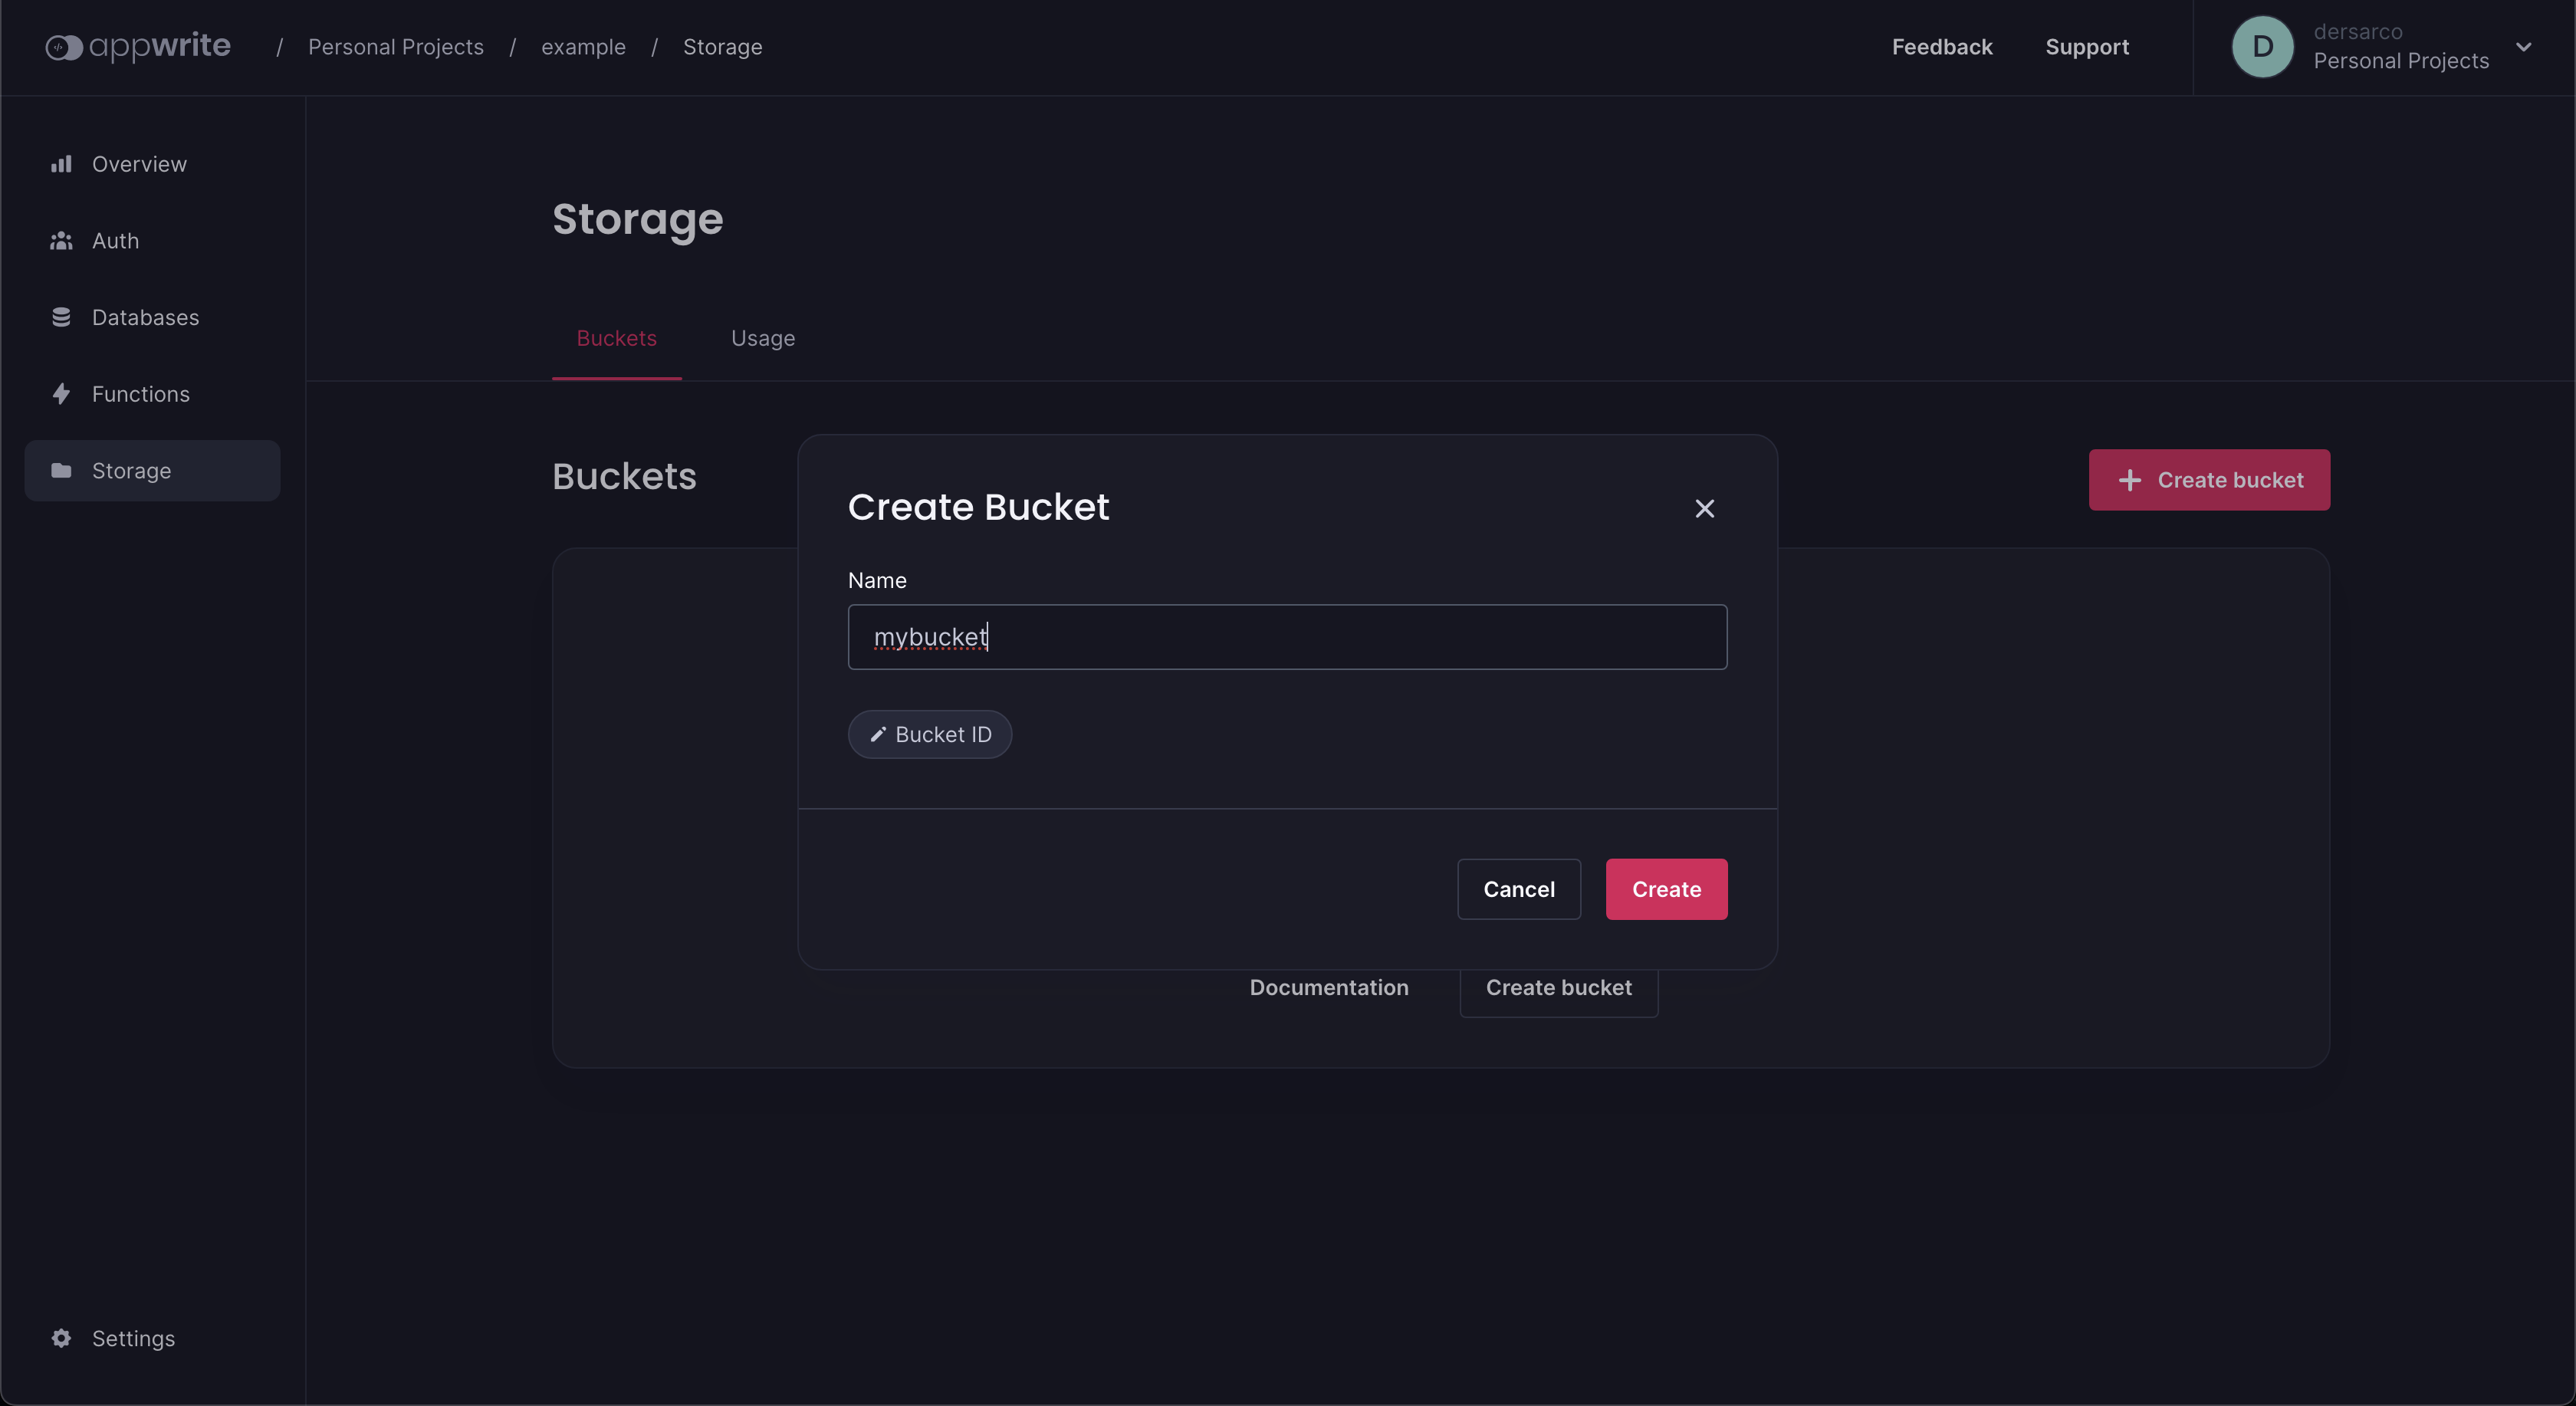 appwrite / Personal Projects / example / Storage
Feedback Support
D dersarco
Personal Projects
Overview
Auth
Databases
Functions
Storage
Settings
Storage
Buckets Usage
Buckets
Create bucket
Create Bucket
Name
mybucket
Bucket ID
Cancel Create
Documentation Create bucket